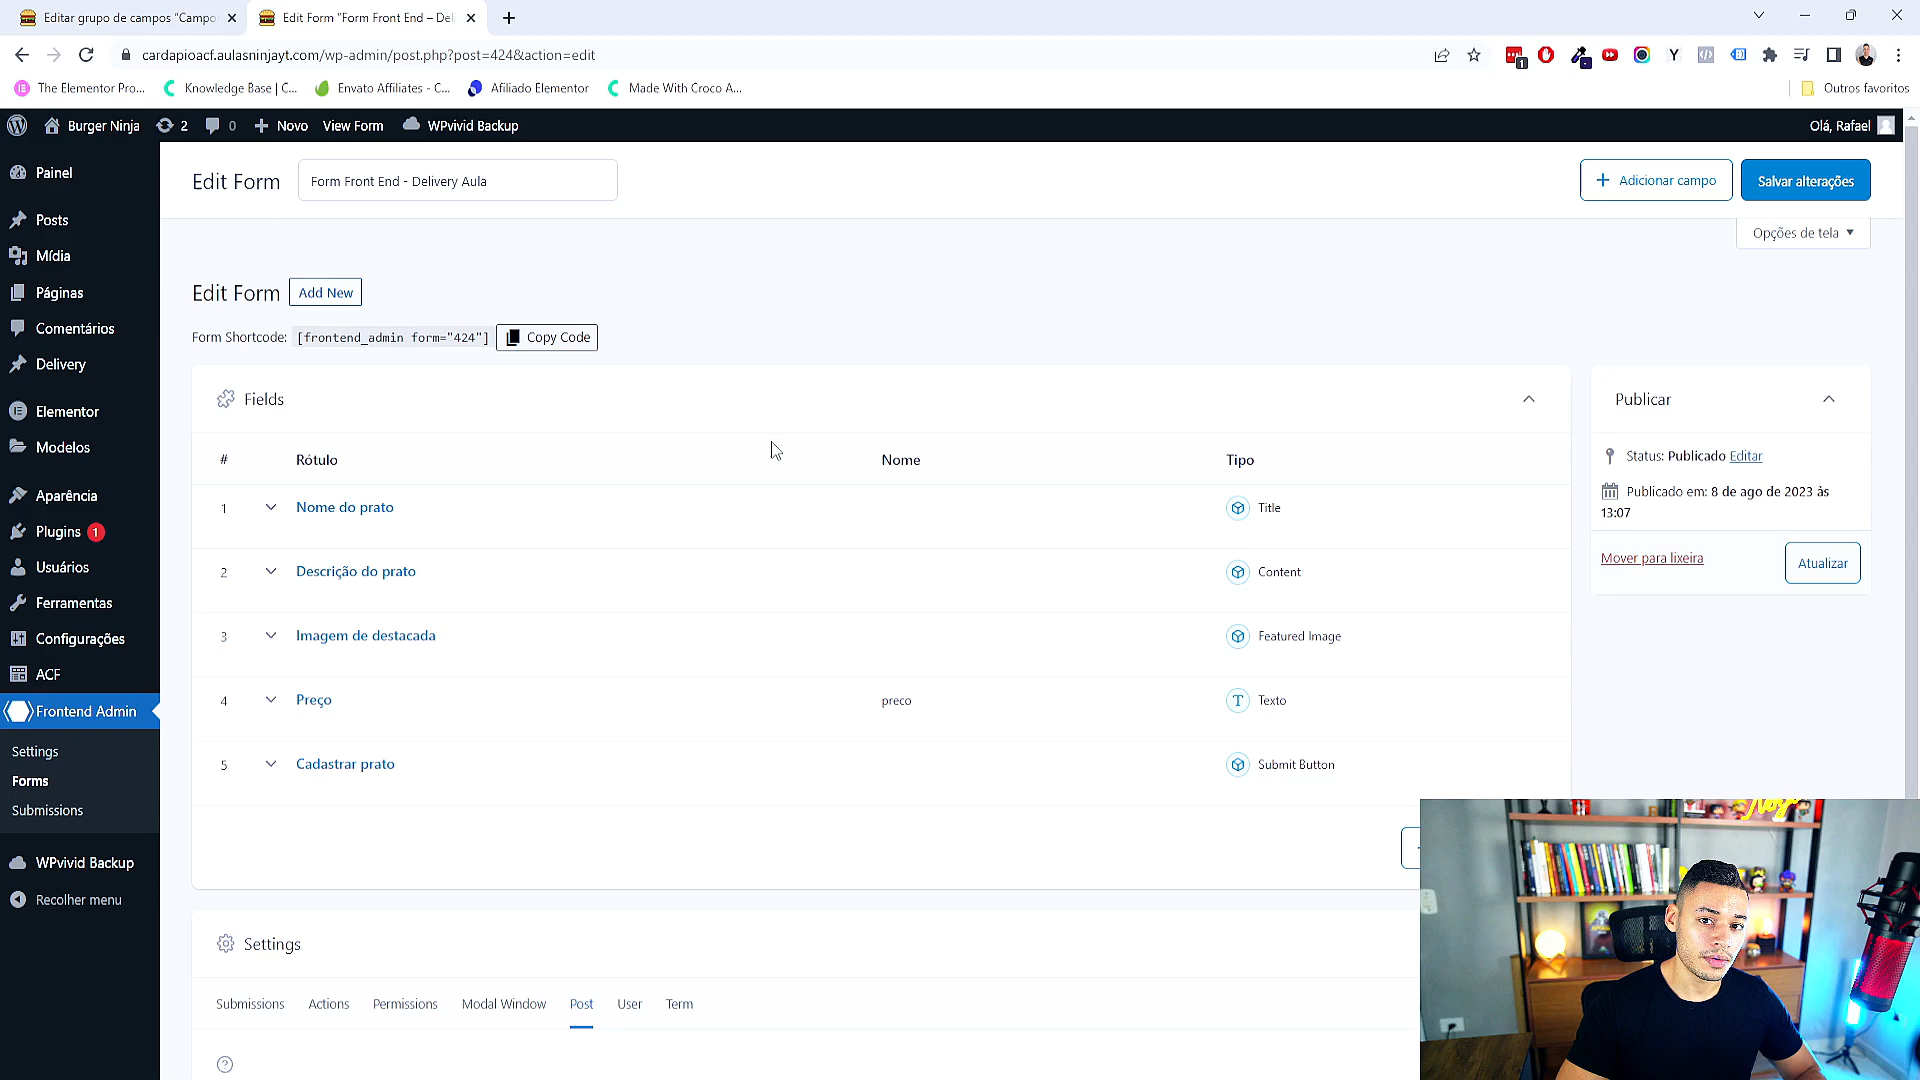 Editar grupo de campos "Campo
Edit Form "Form Front End – Del
cardapioacf.aulasninjayt.com/wp-admin/post.php?post=424&action=edit
The Elementor Pro...
Knowledge Base | C...
Envato Affiliates - C...
Afiliado Elementor
Made With Croco A...
Outros favoritos
Burger Ninja
2
0
Novo
View Form
WPvivid Backup
Olá, Rafael
Painel
Posts
Mídia
Páginas
Comentários
Delivery
Elementor
Modelos
Aparência
Plugins 1
Usuários
Ferramentas
Configurações
ACF
Frontend Admin
Settings
Forms
Submissions
WPvivid Backup
Recolher menu
Edit Form
Form Front End - Delivery Aula
Adicionar campo
Salvar alterações
Opções de tela
Edit Form
Add New
Form Shortcode: [frontend_admin form="424"]
Copy Code
Fields
# Rótulo Nome Tipo
1 Nome do prato Title
2 Descrição do prato Content
3 Imagem de destacada Featured Image
4 Preço preco T Texto
5 Cadastrar prato Submit Button
Publicar
Status: Publicado Editar
Publicado em: 8 de ago de 2023 às
13:07
Mover para lixeira
Atualizar
Settings
Submissions
Actions
Permissions
Modal Window
Post
User
Term